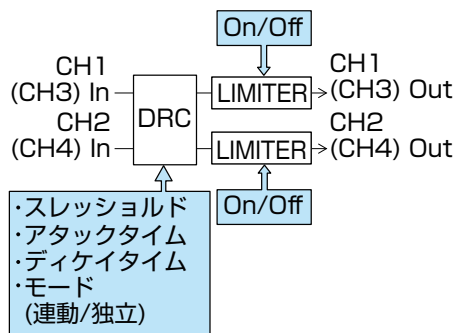 On/Off
CH1
(CH3) In
CH2
(CH4) In
DRC
LIMITER
LIMITER
CH1
(CH3) Out
CH2
(CH4) Out
On/Off
・スレッショルド
・アタックタイム
・ディケイタイム
・モード
(連動/独立)